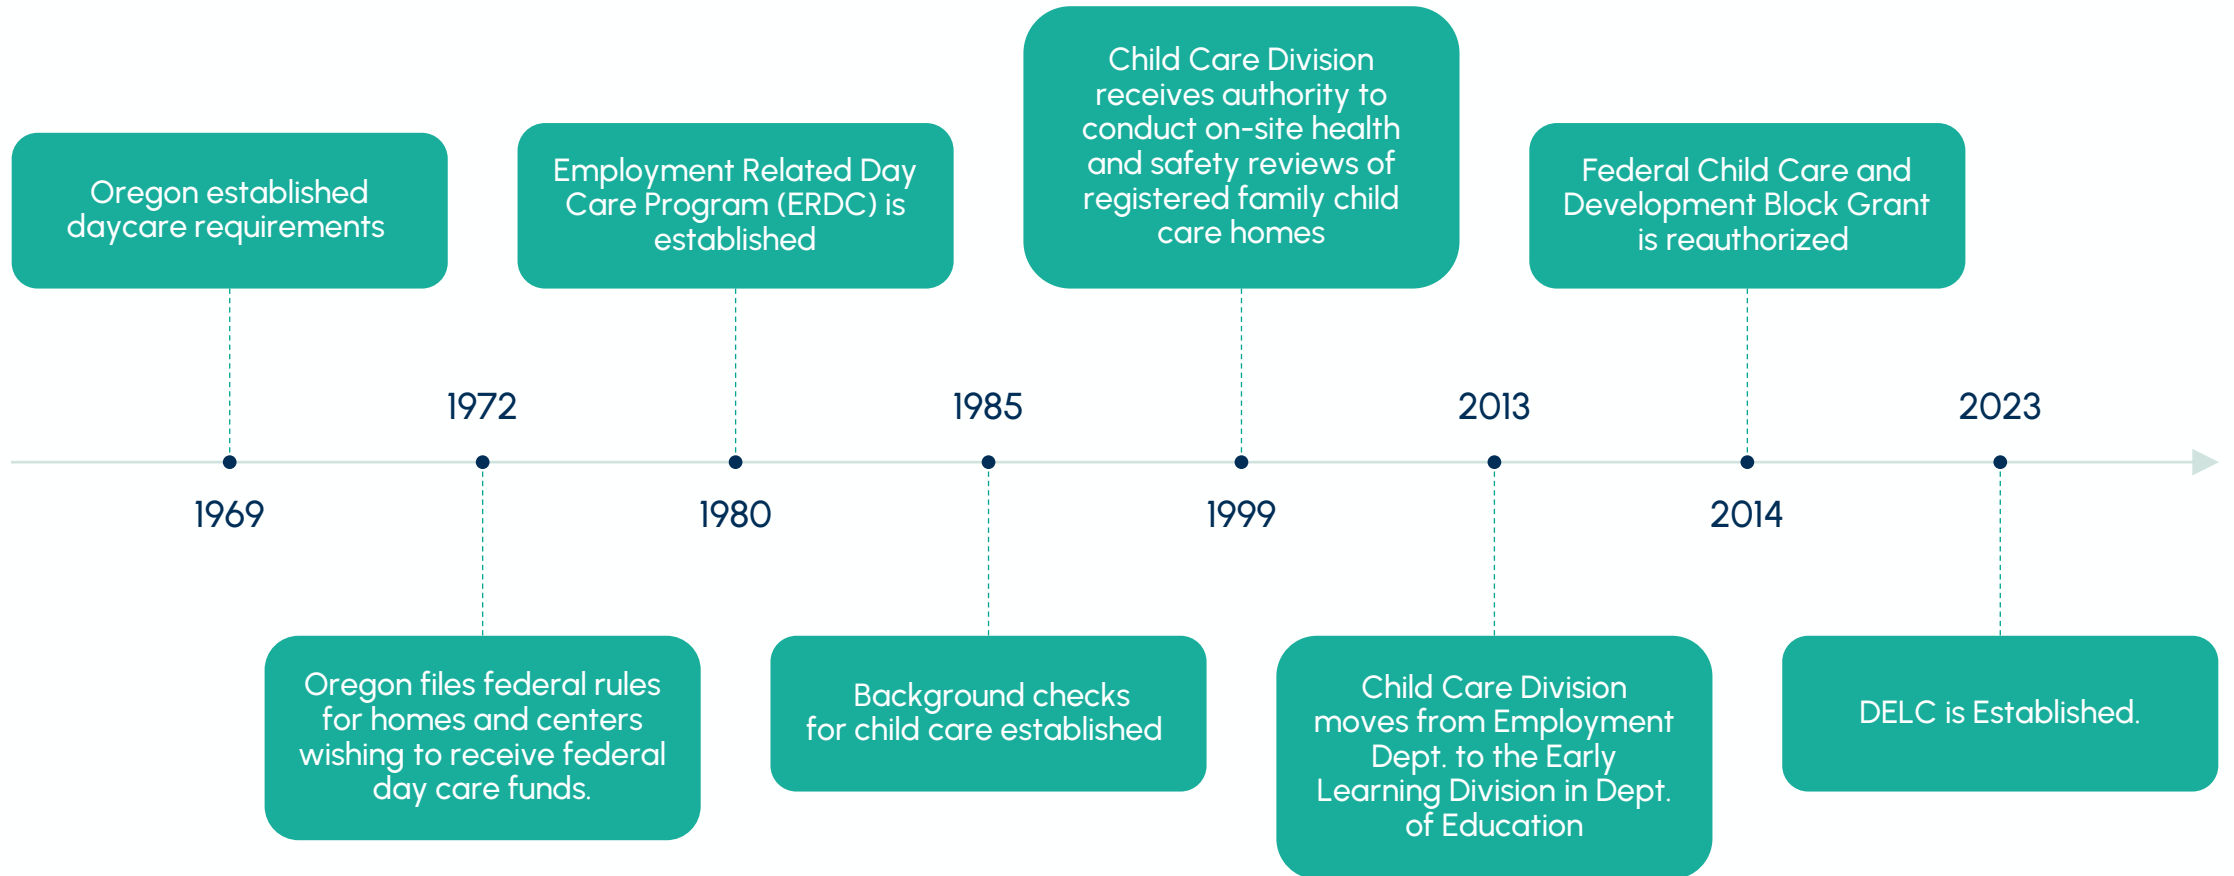 Oregon established
daycare requirements
1969
1972
Oregon files federal rules
for homes and centers
wishing to receive federal
day care funds.
Employment Related Day
Care Program (ERDC) is
established
1980
1985
Background checks
for child care established
Child Care Division
receives authority to
conduct on-site health
and safety reviews of
registered family child
care homes
1999
2013
Child Care Division
moves from Employment
Dept. to the Early
Learning Division in Dept.
of Education
Federal Child Care and
Development Block Grant
is reauthorized
2014
2023
DELC is Established.